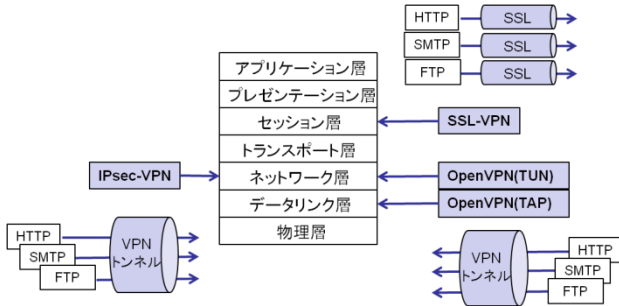 HTTP
SSL
SMTP
SSL
FTP
SSL
アプリケーション層
プレゼンテーション層
セッション層
トランスポート層
ネットワーク層
データリンク層
物理層
SSL-VPN
IPsec-VPN
OpenVPN(TUN)
OpenVPN(TAP)
HTTP
SMTP
FTP
VPN
トンネル
VPN
トンネル
HTTP
SMTP
FTP